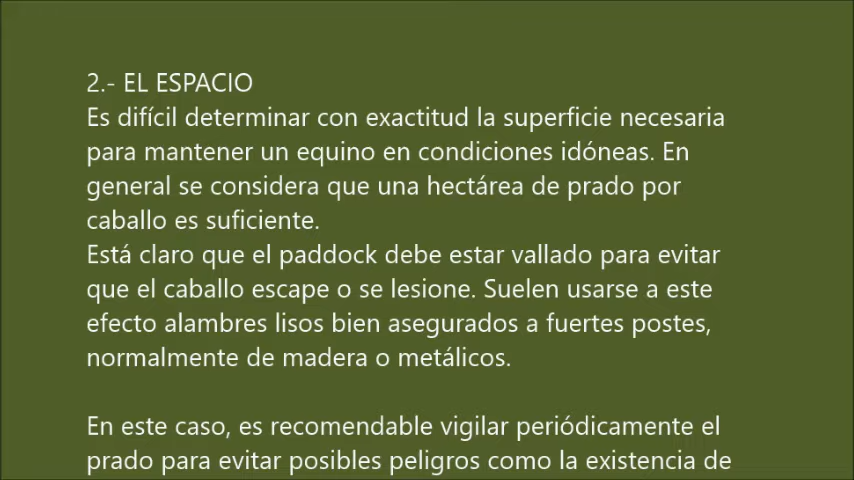 2.- EL ESPACIO
Es difícil determinar con exactitud la superficie necesaria
para mantener un equino en condiciones idóneas. En
general se considera que una hectárea de prado por
caballo es suficiente.
Está claro que el paddock debe estar vallado para evitar
que el caballo escape o se lesione. Suelen usarse a este
efecto alambres lisos bien asegurados a fuertes postes,
normalmente de madera o metálicos.
En este caso, es recomendable vigilar periódicamente el
prado para evitar posibles peligros como la existencia de